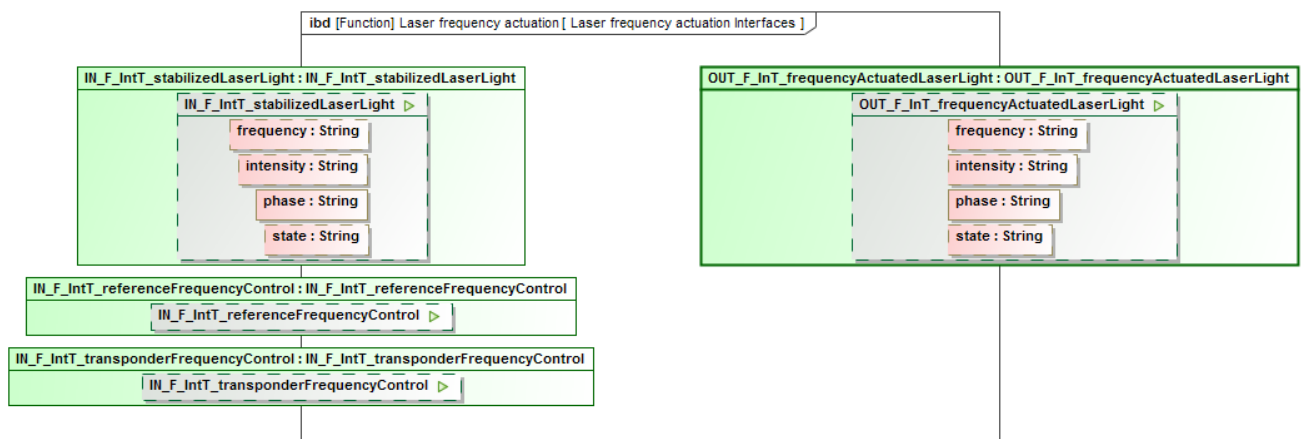 ibd [Function] Laser frequency actuation [ Laser frequency actuation Interfaces ]
IN_F_IntT_stabilizedLaserLight : IN_F_IntT_stabilizedLaserLight
IN_F_IntT_stabilizedLaserLight
frequency : String
intensity : String
phase : String
state : String
IN_F_IntT_referenceFrequencyControl : IN_F_IntT_referenceFrequencyControl
IN_F_IntT_referenceFrequencyControl
IN_F_IntT_transponderFrequencyControl : IN_F_IntT_transponderFrequencyControl
IN_F_IntT_transponderFrequencyControl
OUT_F_InT_frequencyActuatedLaserLight : OUT_F_InT_frequencyActuatedLaserLight
OUT_F_InT_frequencyActuatedLaserLight
frequency : String
intensity : String
phase : String
state : String